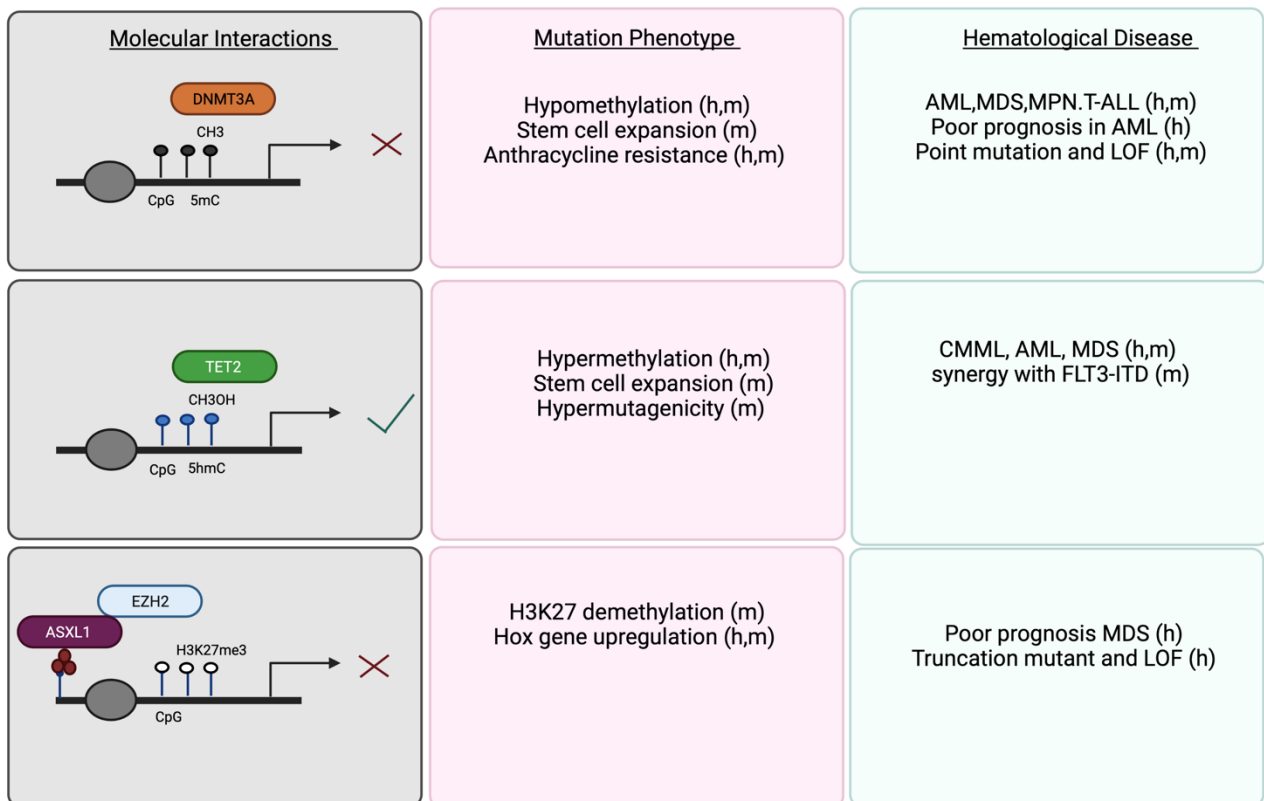 Molecular Interactions
DNMT3A
CH3
CpG 5mC
Mutation Phenotype
Hypomethylation (h,m)
Stem cell expansion (m)
Anthracycline resistance (h,m)
Hematological Disease
AML,MDS,MPN.T-ALL (h,m)
Poor prognosis in AML (h)
Point mutation and LOF (h,m)
TET2
CH3OH
CpG 5hmC
Hypermethylation (h,m)
Stem cell expansion (m)
Hypermutagenicity (m)
CMML, AML, MDS (h,m)
synergy with FLT3-ITD (m)
EZH2
ASXL1
H3K27me3
CpG
H3K27 demethylation (m)
Hox gene upregulation (h,m)
Poor prognosis MDS (h)
Truncation mutant and LOF (h)